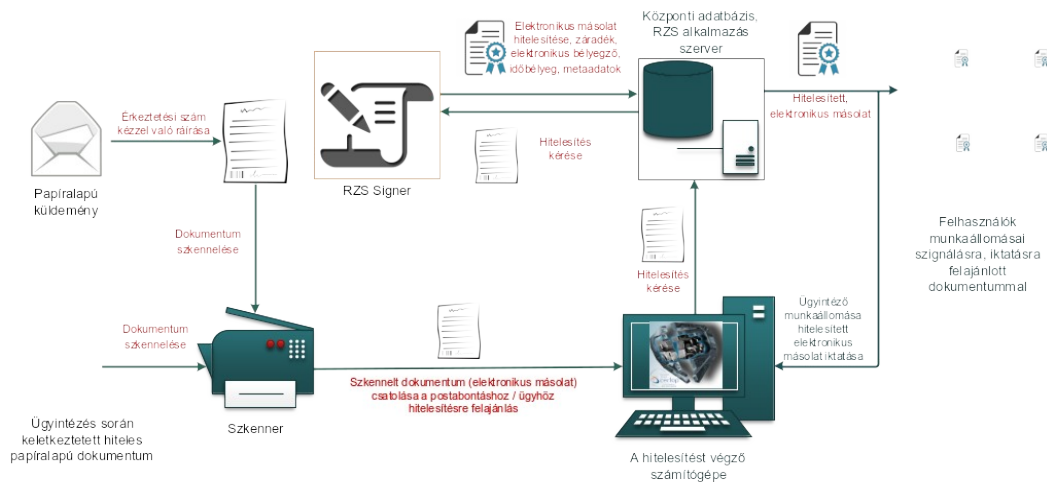 Elektronikus másolat
hitelesítése, záradék,
elektronikus bélyegző,
időbélyeg, metaadatok
Központi adatbázis,
RZS alkalmazás
szerver
Érkeztetési szám
kézzel való ráírása
Hitelesített,
elektronikus másolat
Hitelesítés
kérése
Papíralapú
küldemény
RZS Signer
Dokumentum
szkennelése
Hitelesítés
kérése
Felhasználók
munkaállomásai
szignálásra, iktatásra
felajánlott
dokumentummal
Dokumentum
szkennelése
Ügyintéző
munkaállomása
hitelesített
elektronikus
másolat iktatása
Szkennelt dokumentum (elektronikus másolat)
csatolása a postabontáshoz / ügyhöz
hitelesítésre felajánlás
Ügyintézés során
keletkeztetett hiteles
papíralapú dokumentum
Szkenner
A hitelesítést végző
számítógépe